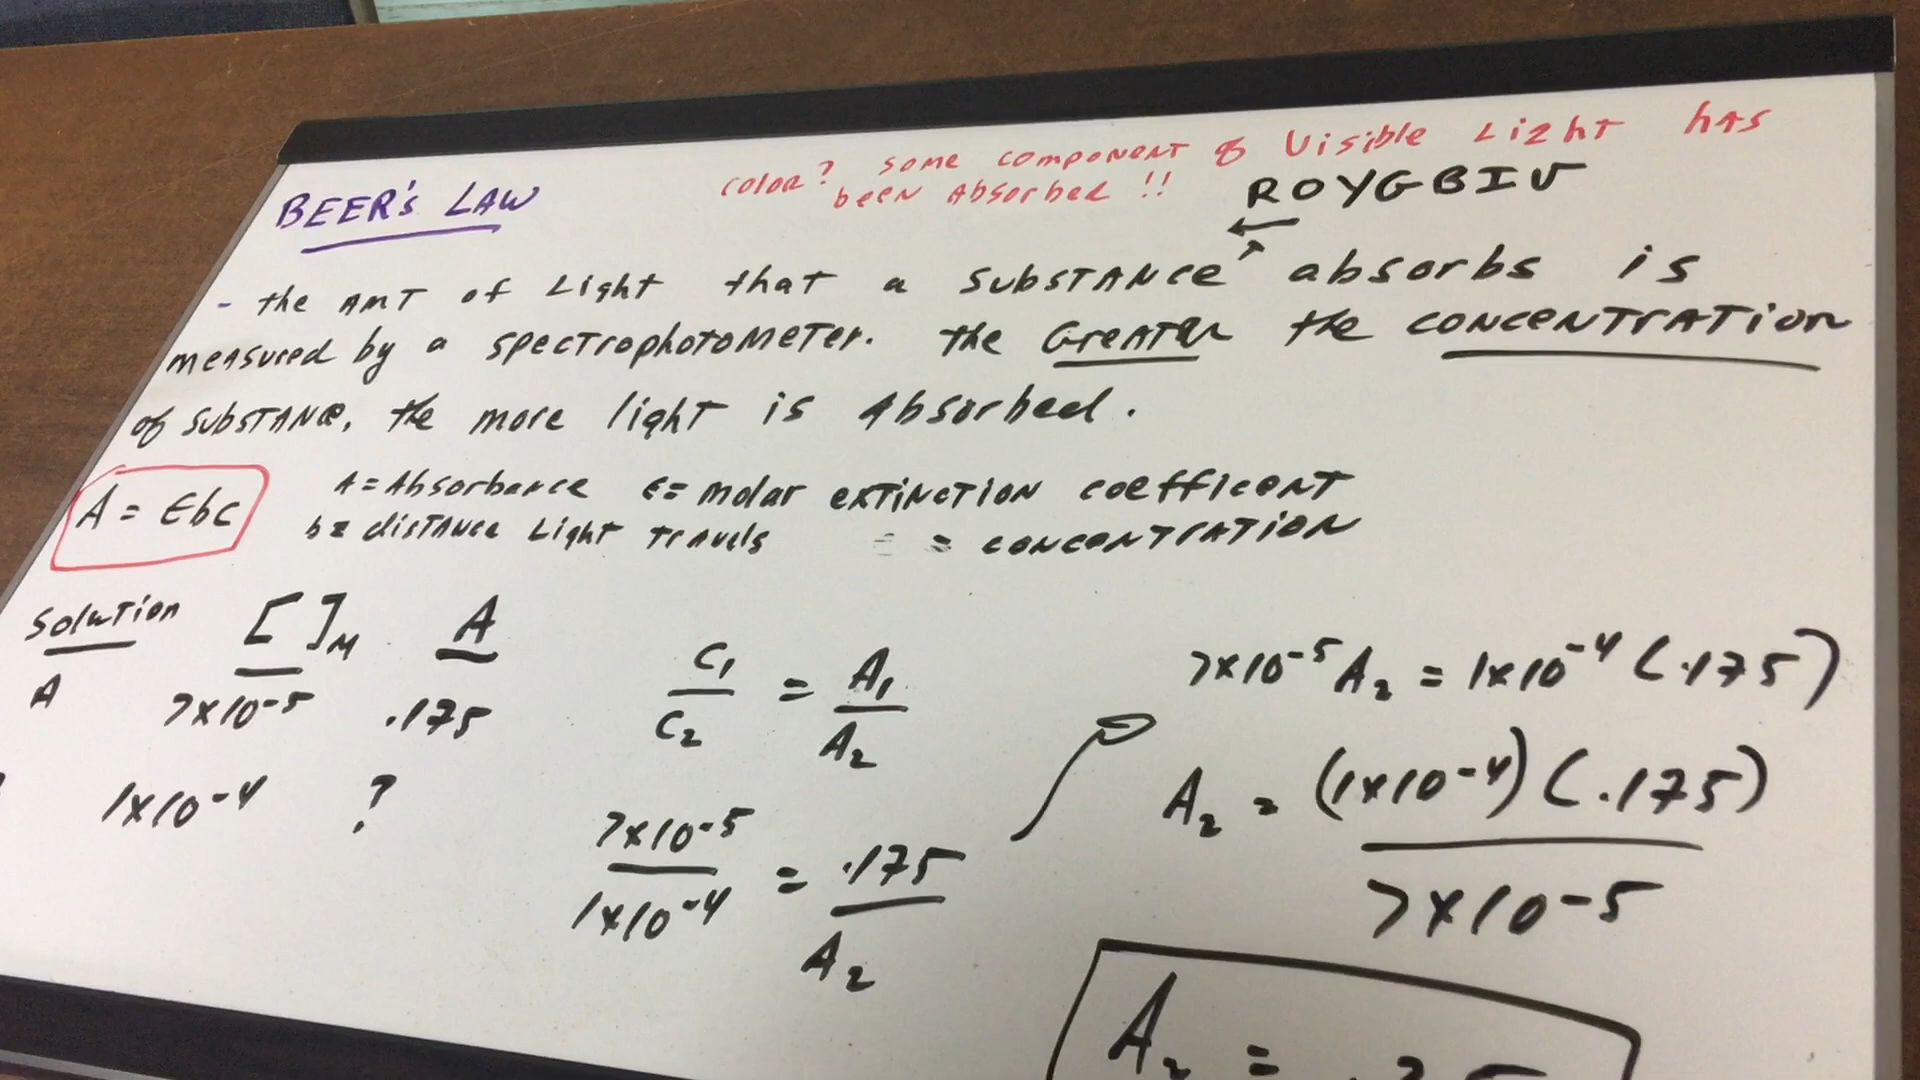 color? some component of Visible Light has
been Absorbed !!
ROYGBIV
BEER's LAW
- the AMT of Light that a SubSTANCe absorbs is
measured by a spectrophotometer. the Greater the concentration
of substance, the more light is Absorbed.
A = Ebc
A = Absorbance ϵ = molar extinction coefficent
b = distance Light Travels = concentration
Solution [ ]M A
A 7x10-5 .175
1x10-4 ?
C1/C2 = A1/A2
7x10-5/1x10-4 = .175/A2
7x10-5 A2 = 1x10-4 (.175)
A2 = (1x10-4)(.175)
7x10-5
A2 =